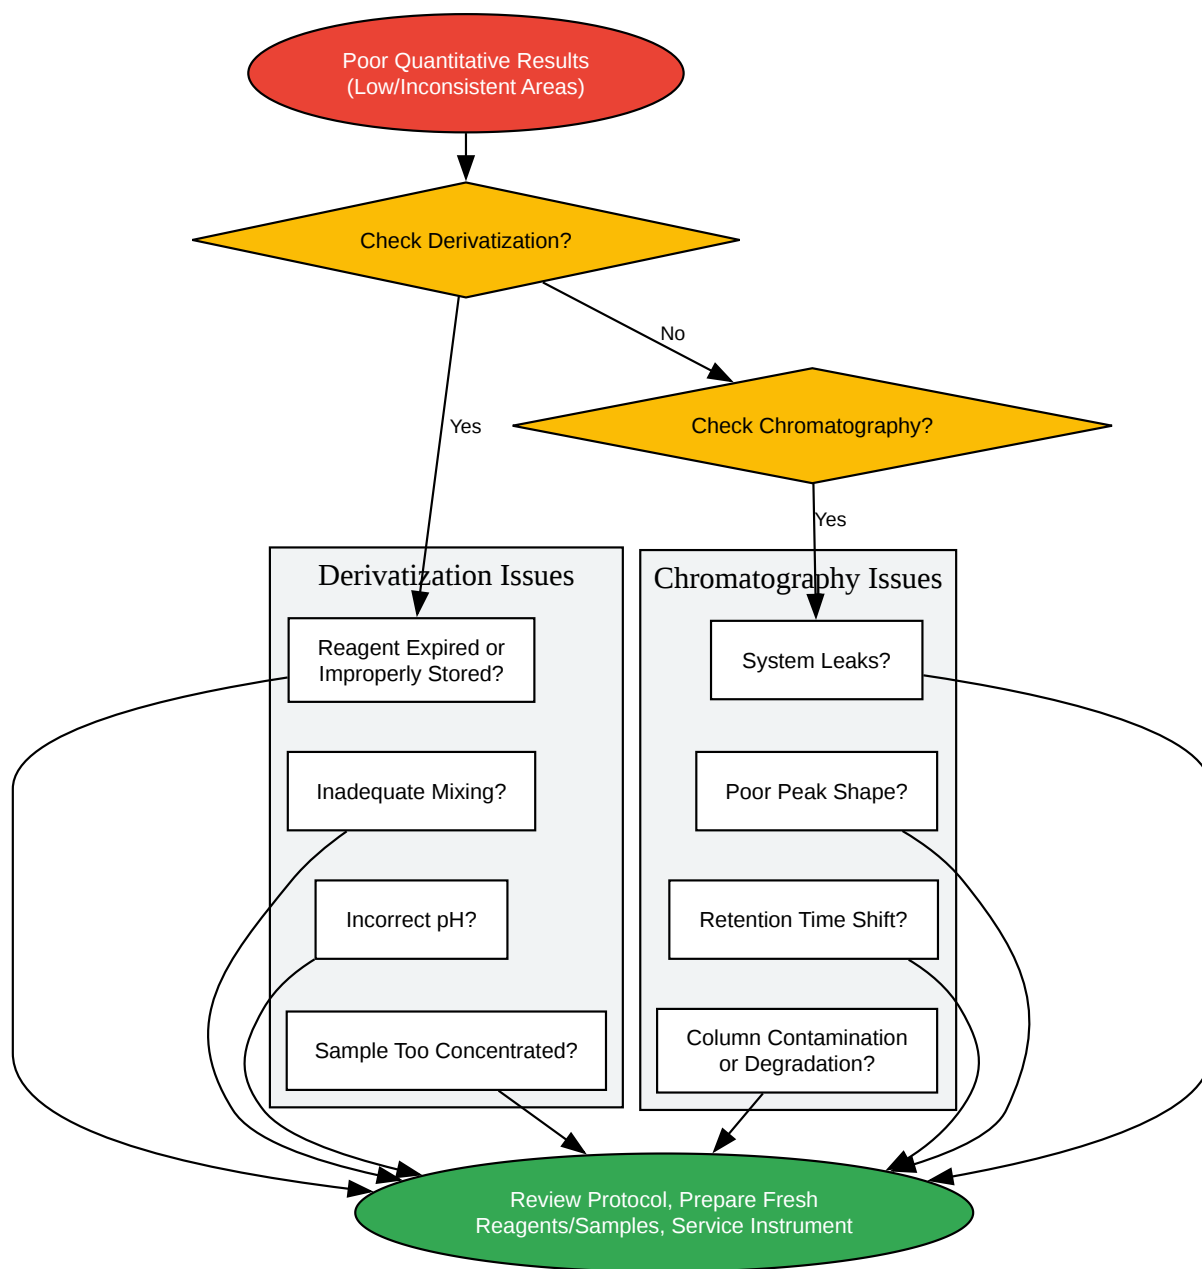 Poor Quantitative Results
(Low/Inconsistent Areas)
Check Derivatization?
No
Check Chromatography?
Yes
Yes
Derivatization Issues
Reagent Expired or
Improperly Stored?
Inadequate Mixing?
Incorrect pH?
Sample Too Concentrated?
Chromatography Issues
System Leaks?
Poor Peak Shape?
Retention Time Shift?
Column Contamination
or Degradation?
Review Protocol, Prepare Fresh
Reagents/Samples, Service Instrument